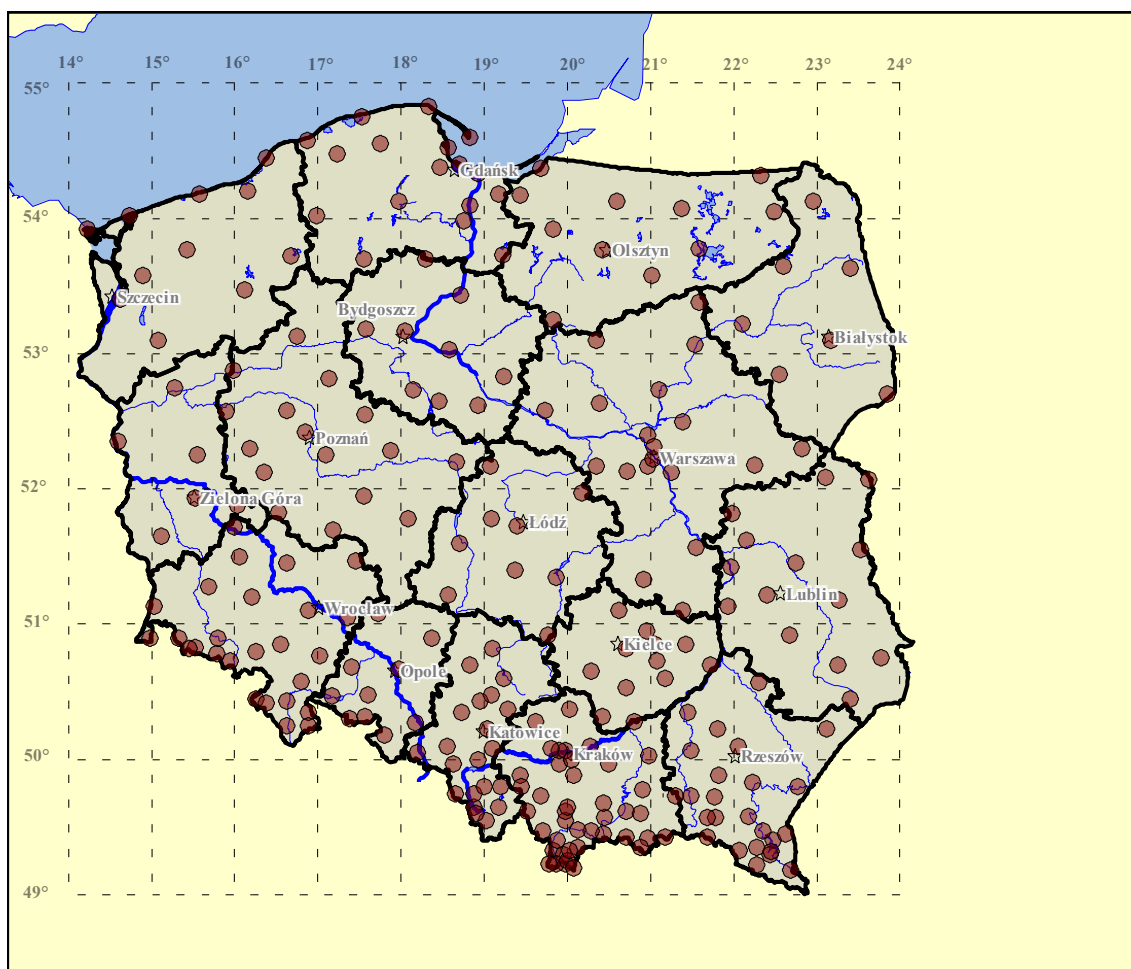 14° 15° 16° 17° 18° 19° 20° 21° 22° 23° 24°
55°
Gdańsk
54°
Olsztyn
Szczecin
Bydgoszcz
Białystok
53°
Poznań
Warszawa
52°
Zielona Góra
Łódź
Lublin
Wrocław
51°
Kielce
Opole
Katowice
50°
Kraków
Rzeszów
49°